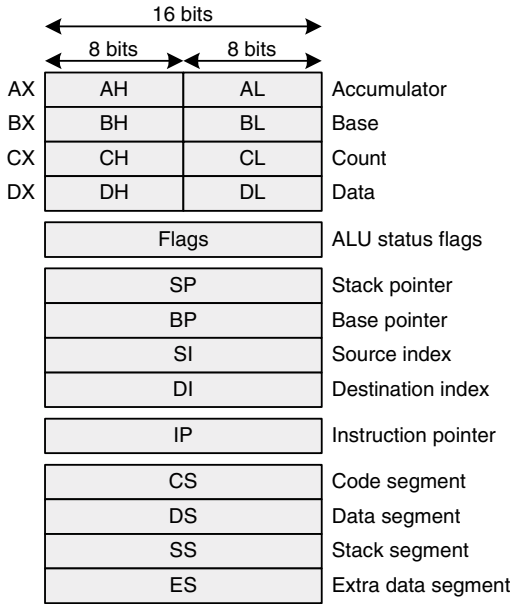 16 bits
8 bits 8 bits
AX AH AL Accumulator
BX BH BL Base
CX CH CL Count
DX DH DL Data
Flags ALU status flags
SP Stack pointer
BP Base pointer
SI Source index
DI Destination index
IP Instruction pointer
CS Code segment
DS Data segment
SS Stack segment
ES Extra data segment